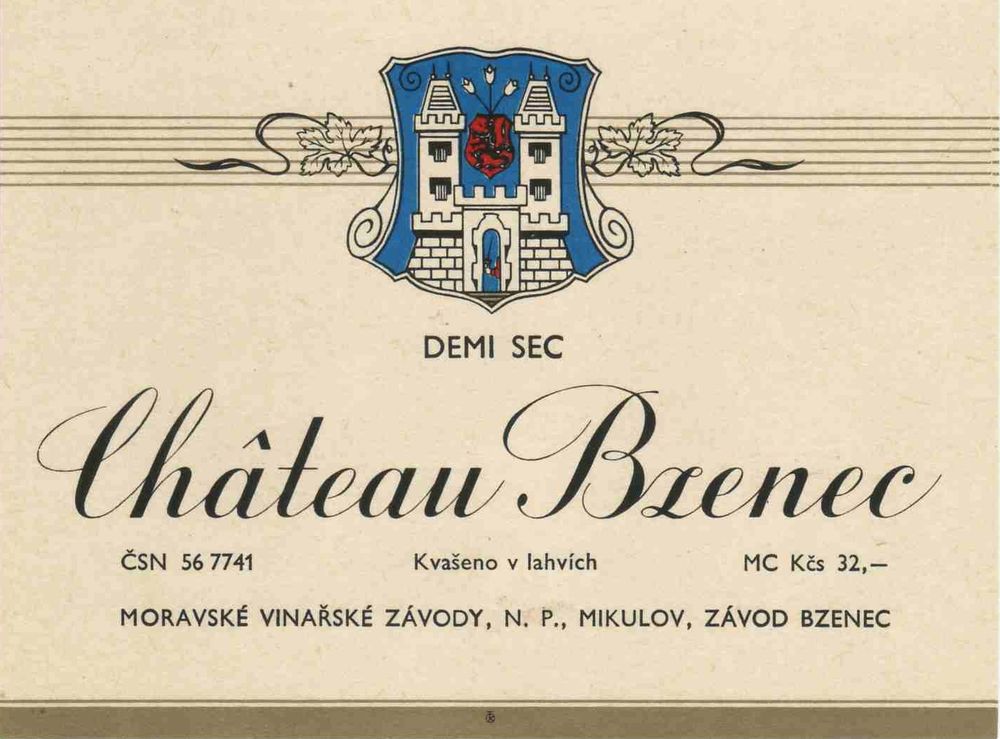 DEMI SEC
Château Bzenec
ČSN 56 7741 Kvašeno v lahvích MC Kčs 32,—
MORAVSKÉ VINAŘSKÉ ZÁVODY, N. P., MIKULOV, ZÁVOD BZENEC